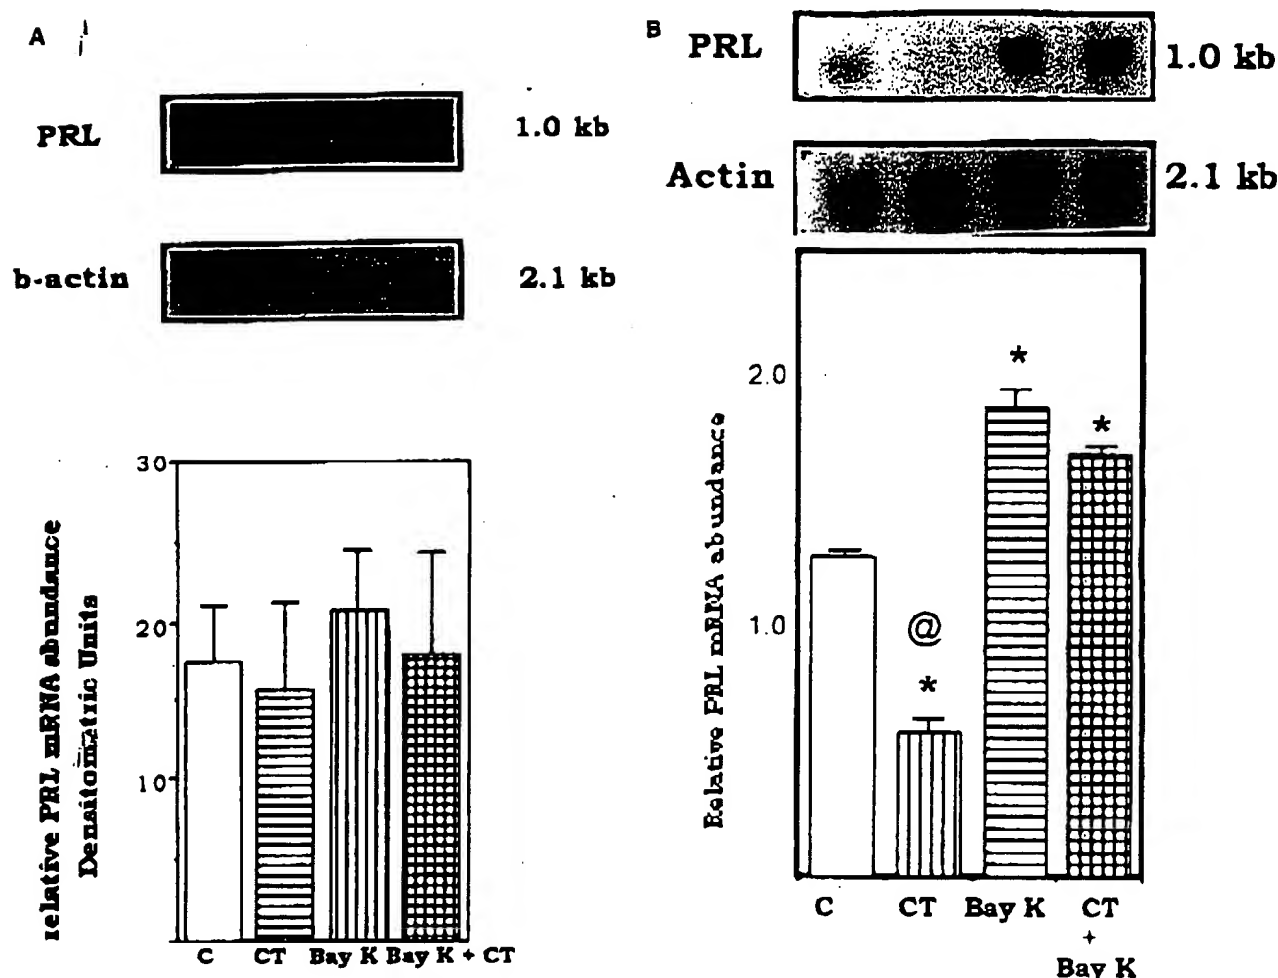 A
PRL
1.0 kb
b-actin
2.1 kb
relative PRL mRNA abundance
Densitometric Units
30
20
10
C CT Bay K Bay K + CT
B
PRL
1.0 kb
Actin
2.1 kb
Relative PRL mRNA abundance
2.0
1.0
*
*
@
*
C CT Bay K CT
+
Bay K